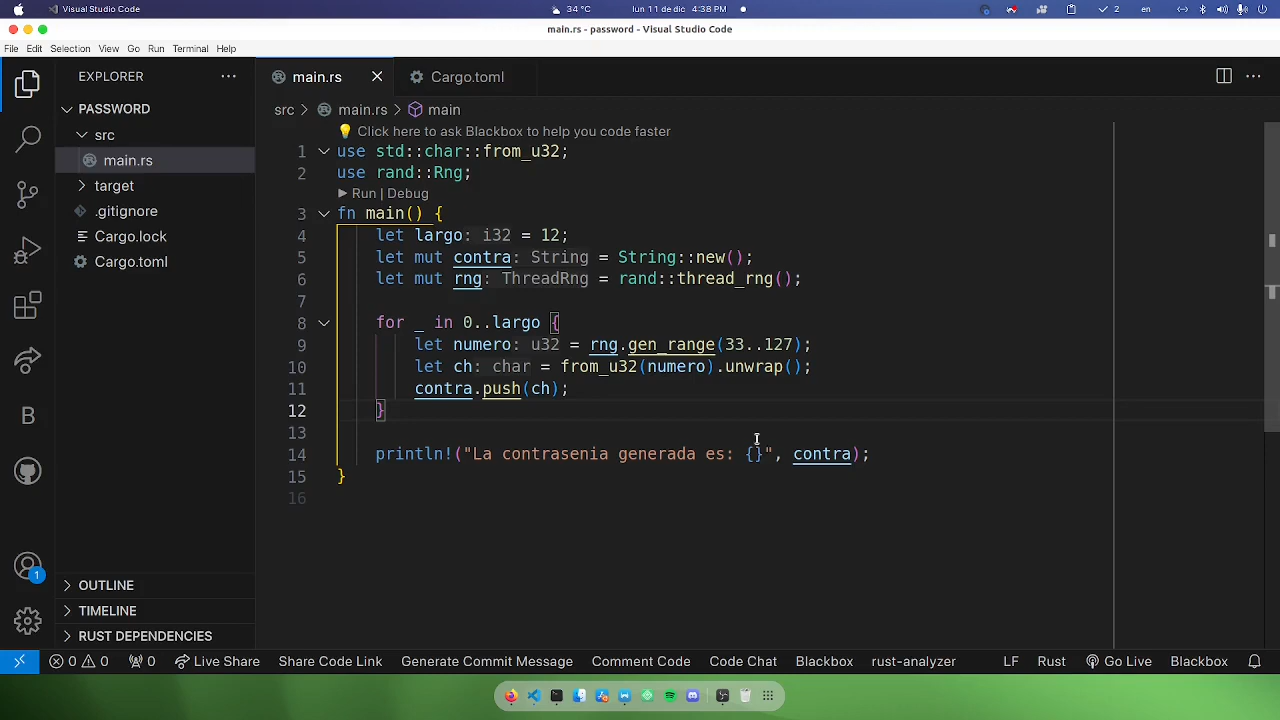 Visual Studio Code
34 °C
lun 11 de dic
4:38 PM
2
en
main.rs - password - Visual Studio Code
File Edit Selection View Go Run Terminal Help
EXPLORER
PASSWORD
src
main.rs
target
.gitignore
Cargo.lock
Cargo.toml
OUTLINE
TIMELINE
RUST DEPENDENCIES
B
1
main.rs
Cargo.toml
src > main.rs > main
Click here to ask Blackbox to help you code faster
1 use std::char::from_u32;
2 use rand::Rng;
Run | Debug
3 fn main() {
4 let largo: i32 = 12;
5 let mut contra: String = String::new();
6 let mut rng: ThreadRng = rand::thread_rng();
7
8 for _ in 0..largo {
9 let numero: u32 = rng.gen_range(33..127);
10 let ch: char = from_u32(numero).unwrap();
11 contra.push(ch);
12 }
13
14 println!("La contrasenia generada es: {}", contra);
15 }
16
0 0 0 Live Share Share Code Link Generate Commit Message Comment Code Code Chat Blackbox rust-analyzer LF Rust Go Live Blackbox